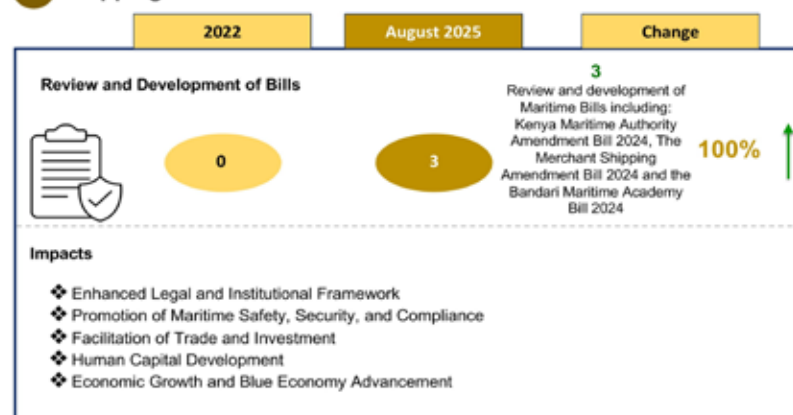 2022
August 2025
Change
Review and Development of Bills
0
3
3
Review and development of
Maritime Bills including:
Kenya Maritime Authority
Amendment Bill 2024, The
Merchant Shipping
Amendment Bill 2024 and the
Bandari Maritime Academy
Bill 2024
100%
Impacts
❖ Enhanced Legal and Institutional Framework
❖ Promotion of Maritime Safety, Security, and Compliance
❖ Facilitation of Trade and Investment
❖ Human Capital Development
❖ Economic Growth and Blue Economy Advancement